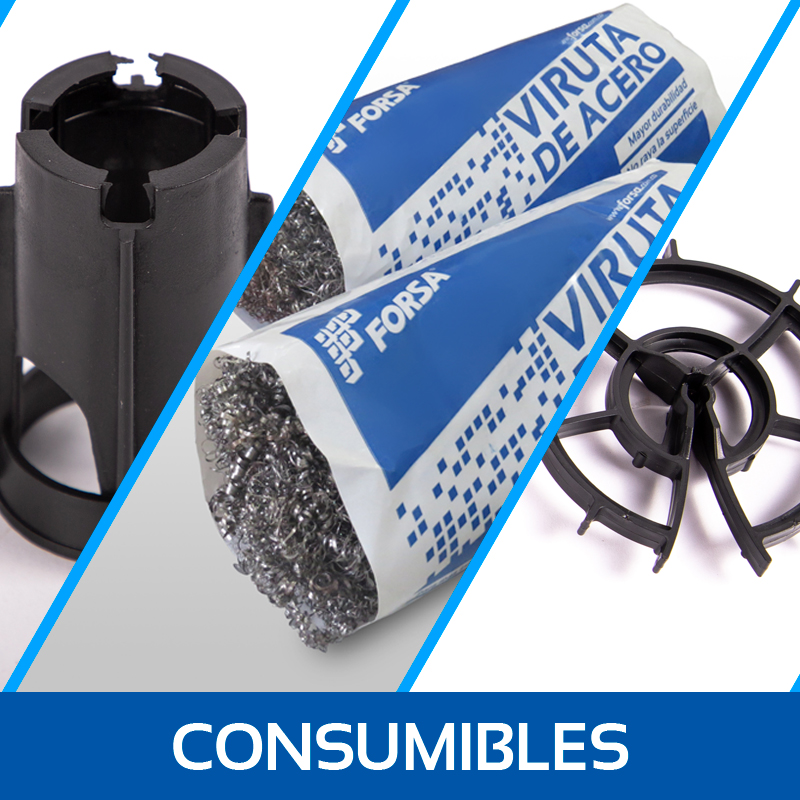 FORSA
VIRUTA
DE ACERO
Mayor durabilidad
No raya la superficie
FORSA
VIRUTA
CONSUMIBLES